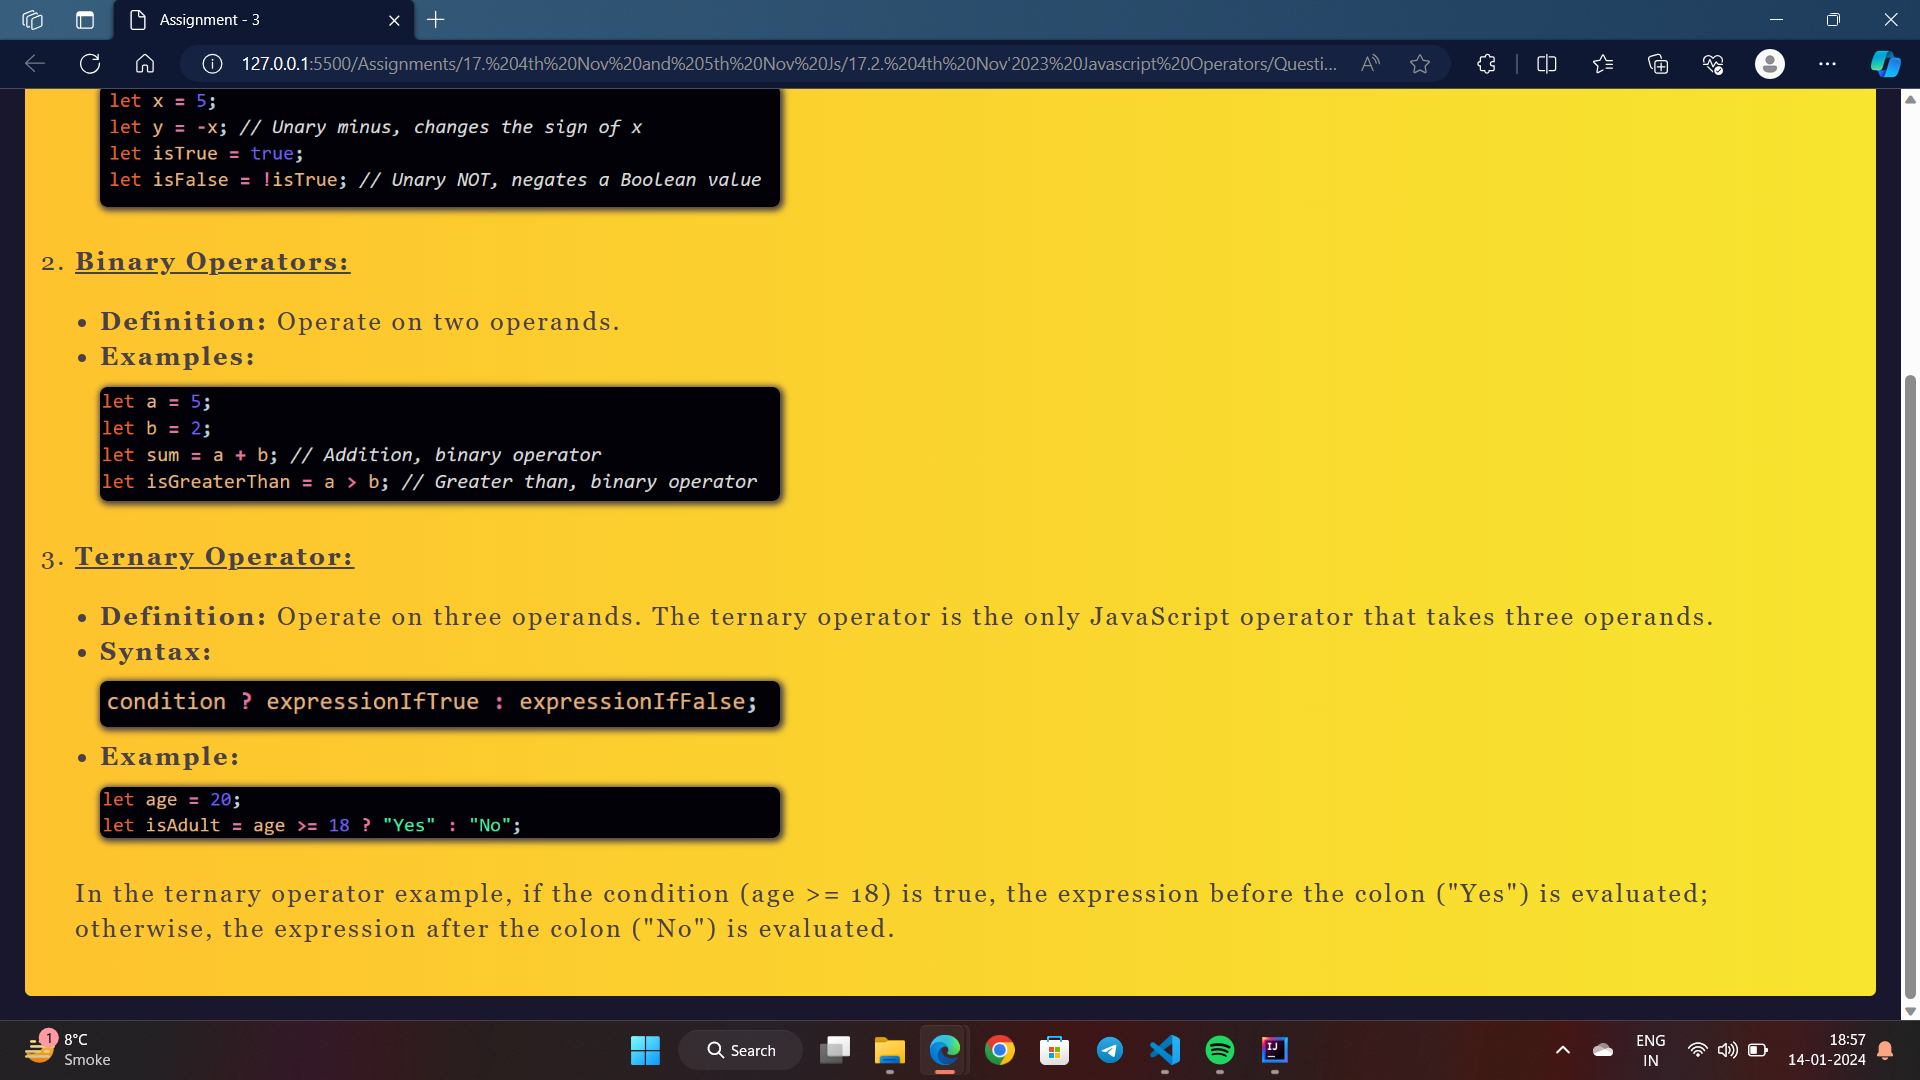 Assignment - 3
127.0.0.1:5500/Assignments/17.%204th%20Nov%20and%205th%20Nov%20Js/17.2.%204th%20Nov'2023%20Javascript%20Operators/Questi...
let x = 5;
let y = -x; // Unary minus, changes the sign of x
let isTrue = true;
let isFalse = !isTrue; // Unary NOT, negates a Boolean value
2. Binary Operators:
• Definition: Operate on two operands.
• Examples:
let a = 5;
let b = 2;
let sum = a + b; // Addition, binary operator
let isGreaterThan = a > b; // Greater than, binary operator
3. Ternary Operator:
• Definition: Operate on three operands. The ternary operator is the only JavaScript operator that takes three operands.
• Syntax:
condition ? expressionIfTrue : expressionIfFalse;
• Example:
let age = 20;
let isAdult = age >= 18 ? "Yes" : "No";
In the ternary operator example, if the condition (age >= 18) is true, the expression before the colon ("Yes") is evaluated;
otherwise, the expression after the colon ("No") is evaluated.
1
8°C
Smoke
Search
IJ
ENG
IN
18:57
14-01-2024